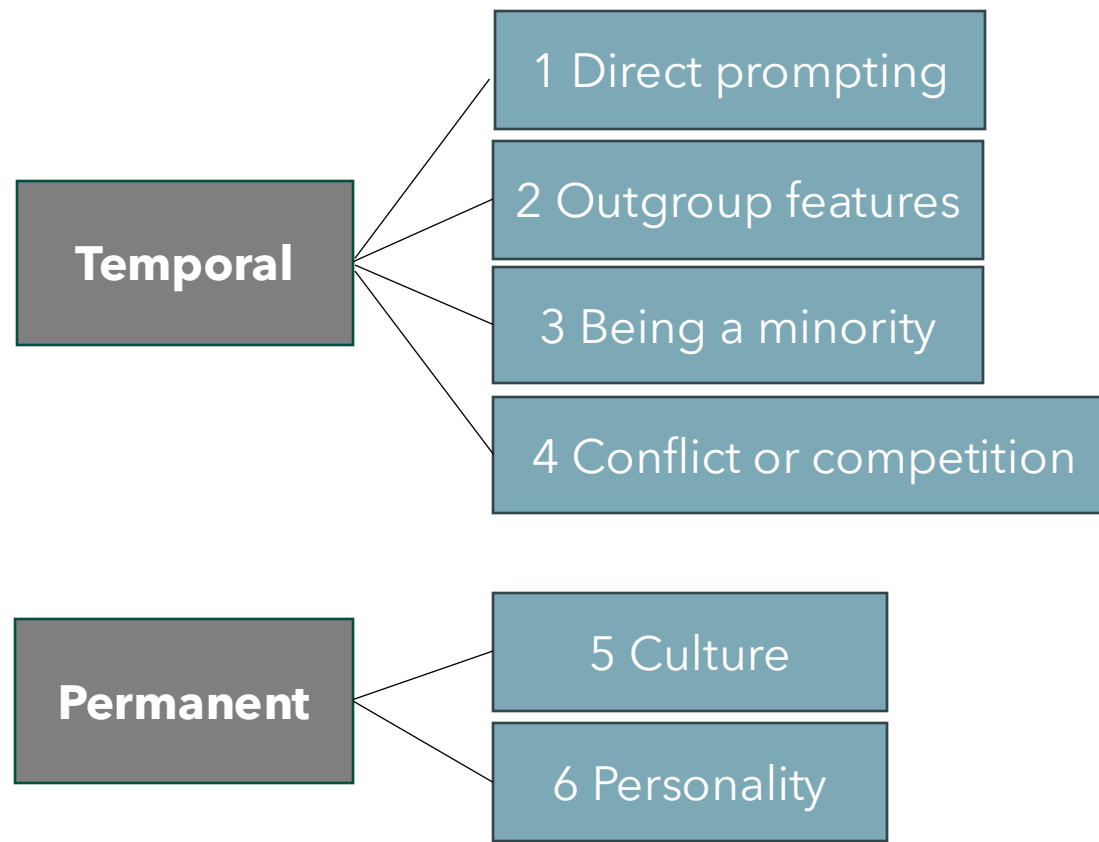 Temporal
1 Direct prompting
2 Outgroup features
3 Being a minority
4 Conflict or competition
Permanent
5 Culture
6 Personality